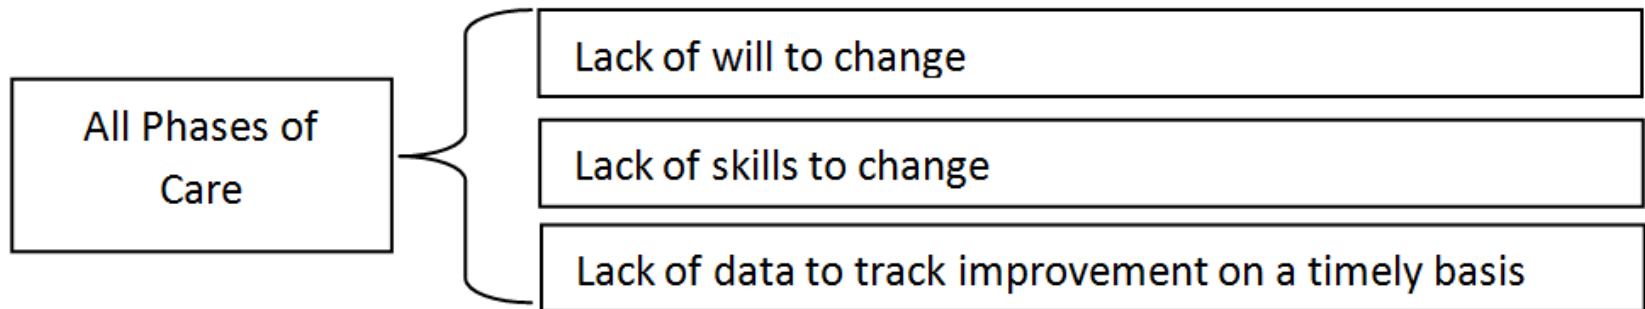 All Phases of
Care
Lack of will to change
Lack of skills to change
Lack of data to track improvement on a timely basis